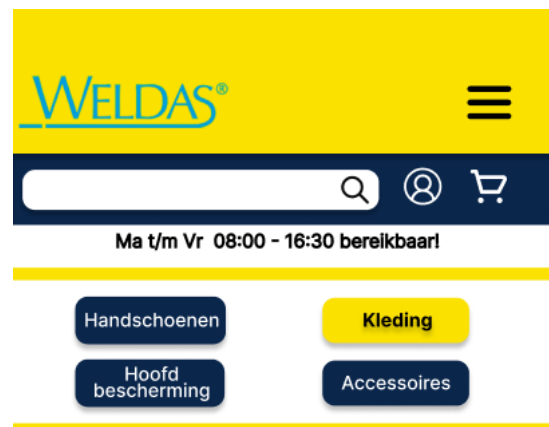 WELDAS®
Ma t/m Vr 08:00 - 16:30 bereikbaar!
Handschoenen
Kleding
Hoofd
bescherming
Accessoires